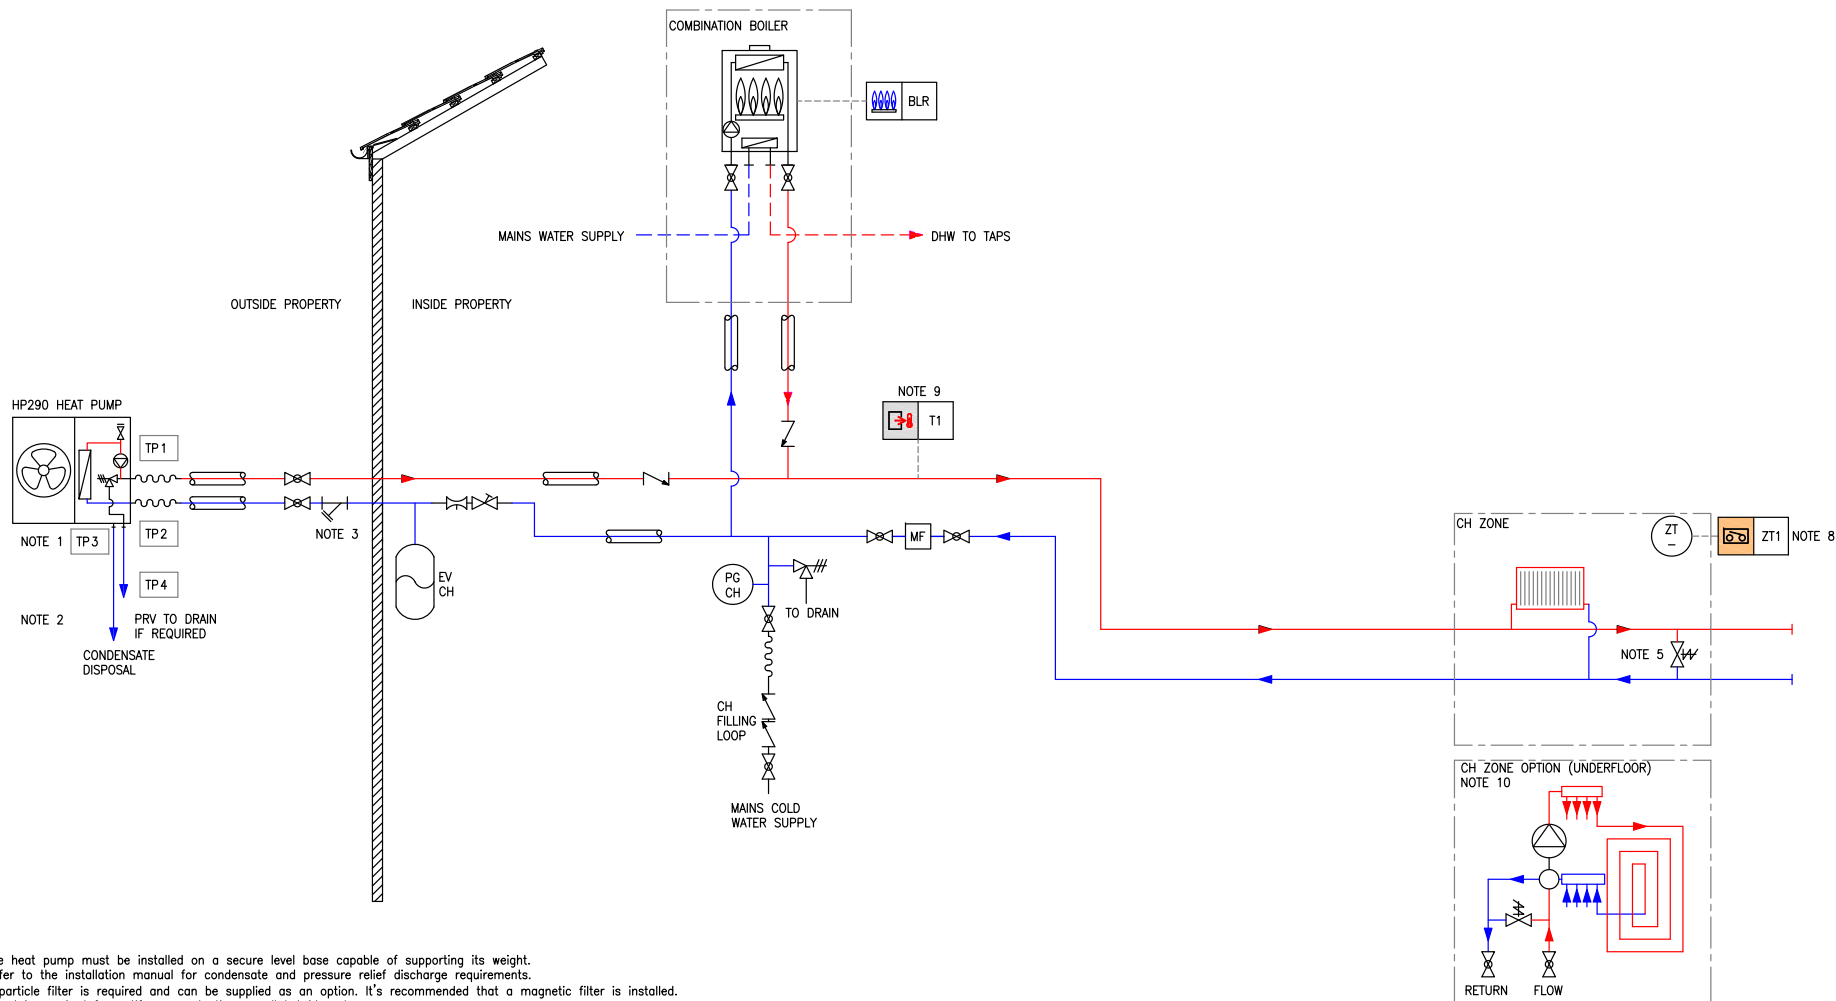 COMBINATION BOILER
BLR
MAINS WATER SUPPLY
DHW TO TAPS
OUTSIDE PROPERTY
INSIDE PROPERTY
NOTE 9
T1
HP290 HEAT PUMP
TP1
TP2
NOTE 1
TP3
NOTE 3
TP4
NOTE 2
PRV TO DRAIN
IF REQUIRED
CONDENSATE
DISPOSAL
EV
CH
PG
CH
TO DRAIN
MF
CH
FILLING
LOOP
MAINS COLD
WATER SUPPLY
CH ZONE
ZT
–
ZT1
NOTE 8
NOTE 5
CH ZONE OPTION (UNDERFLOOR)
NOTE 10
RETURN
FLOW
e heat pump must be installed on a secure level base capable of supporting its weight.
fer to the installation manual for condensate and pressure relief discharge requirements.
particle filter is required and can be supplied as an option. It's recommended that a magnetic filter is installed.